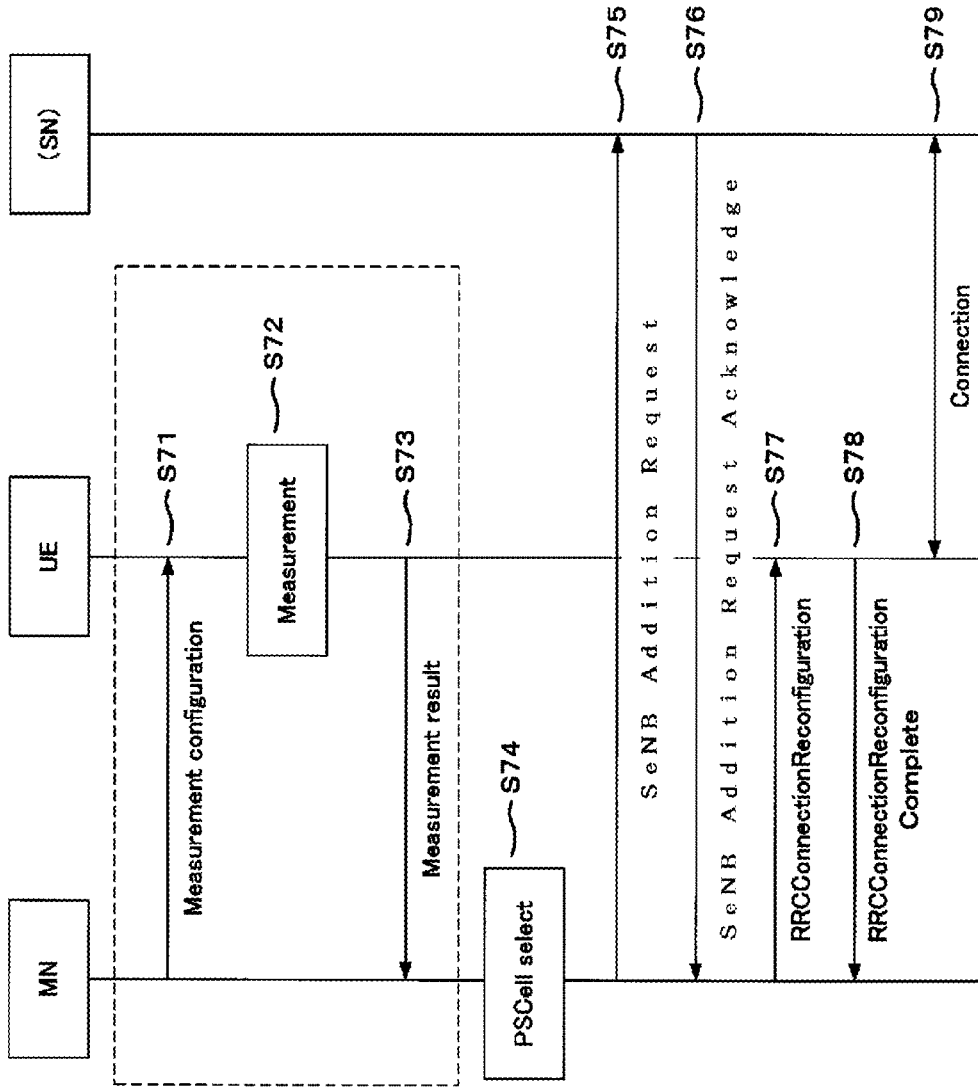 MN
UE
(SN)
Measurement configuration
S71
Measurement
S72
Measurement result
S73
PSCell select
S74
SeNB Addition Request
S75
SeNB Addition Request Acknowledge
S76
RRCConnectionReconfiguration
S77
RRCConnectionReconfiguration
Complete
S78
Connection
S79